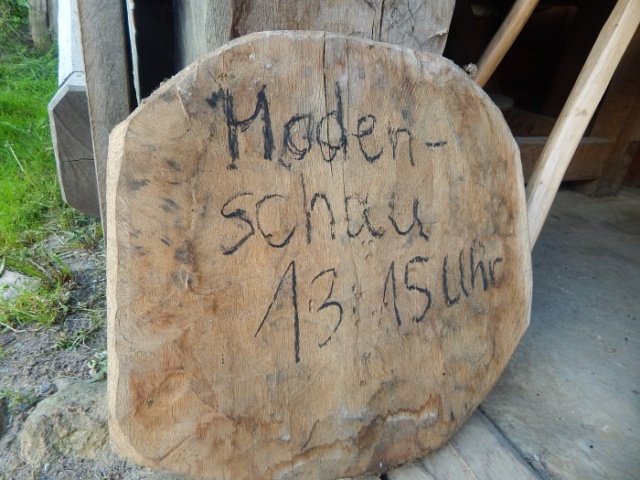 Moden-
schau
13:15 Uhr